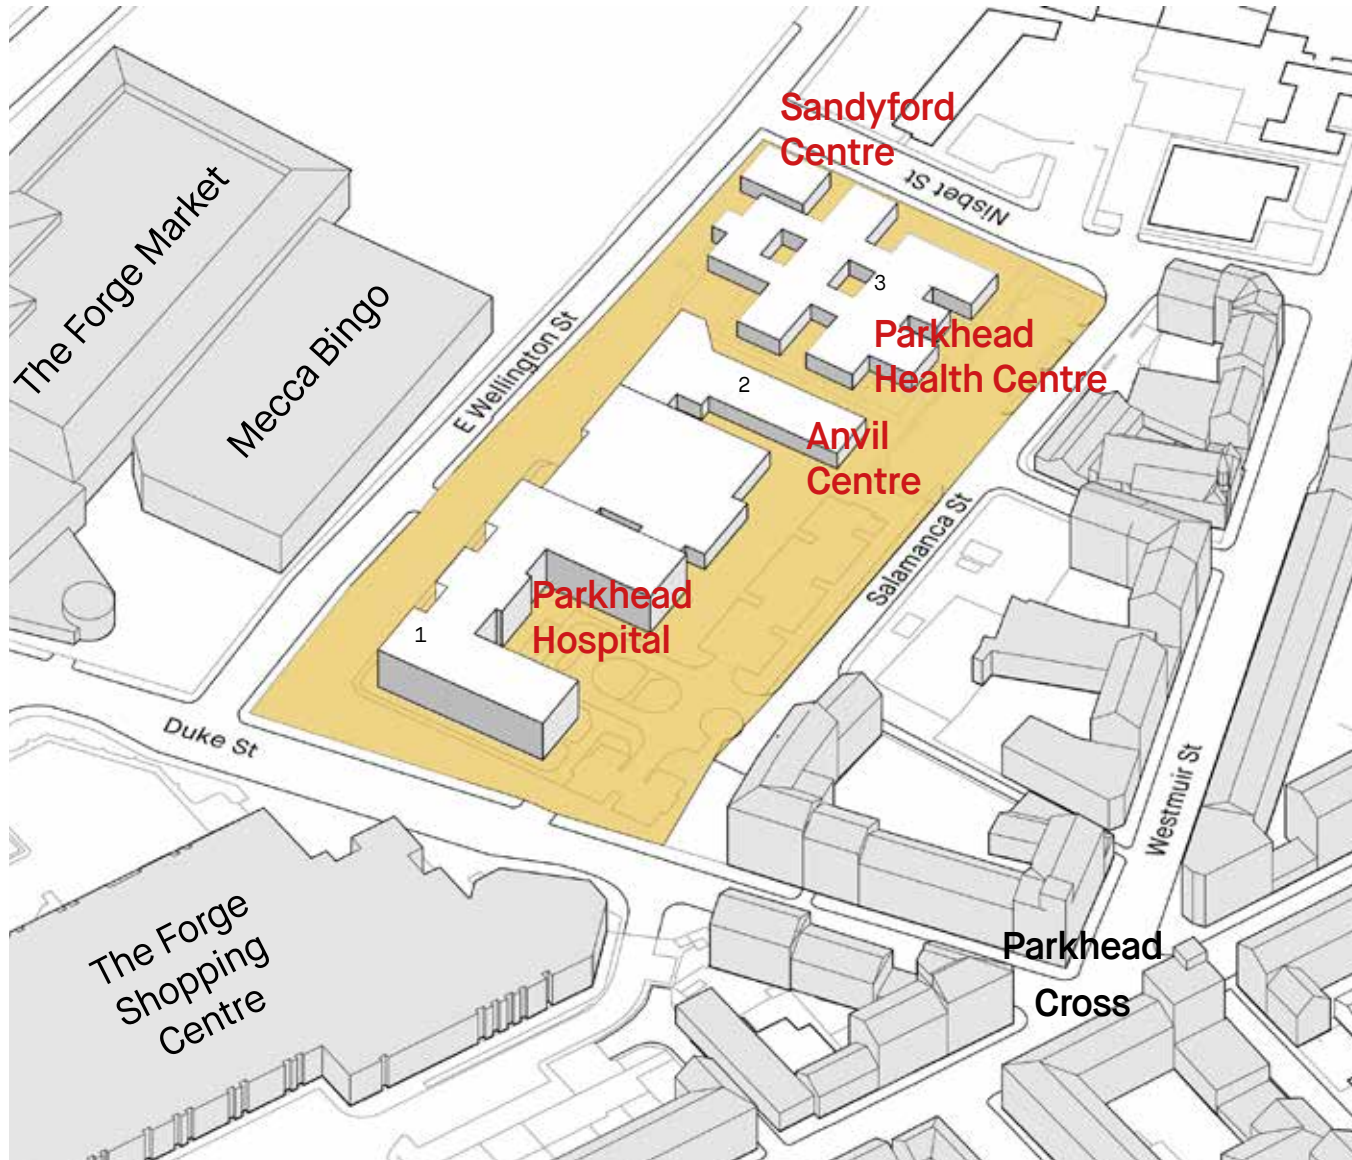 Sandyford
Centre
Nisbet St
The Forge Market
Mecca Bingo
E Wellington St
3
Parkhead
Health Centre
2
Anvil
Centre
Salamanca St
Parkhead
Hospital
1
Duke St
Westmuir St
The Forge
Shopping
Centre
Parkhead
Cross